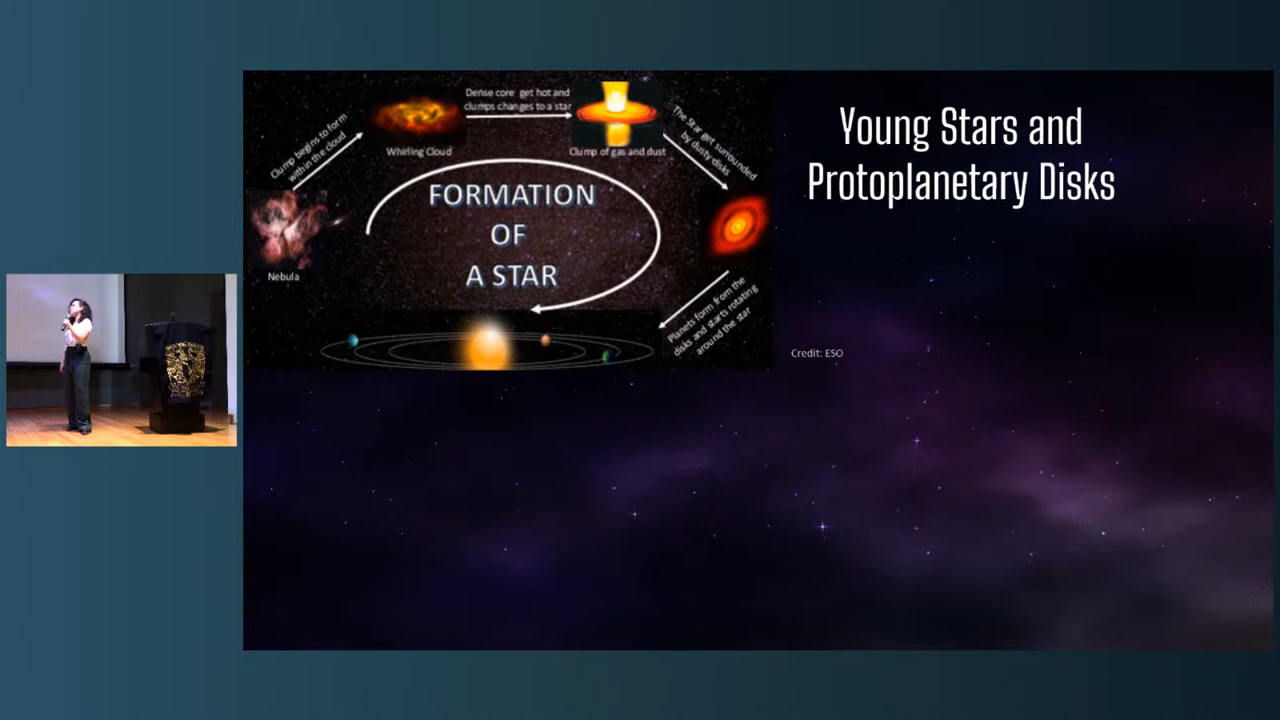 Young Stars and
Protoplanetary Disks
Clump begins to form
within the cloud
Whirling Cloud
Dense core get hot and
clumps changes to a star
Clump of gas and dust
The Star get surrounded
by dusty disks
Nebula
FORMATION
OF
A STAR
Planets form from the
disks and starts rotating
around the star
Credit: ESO